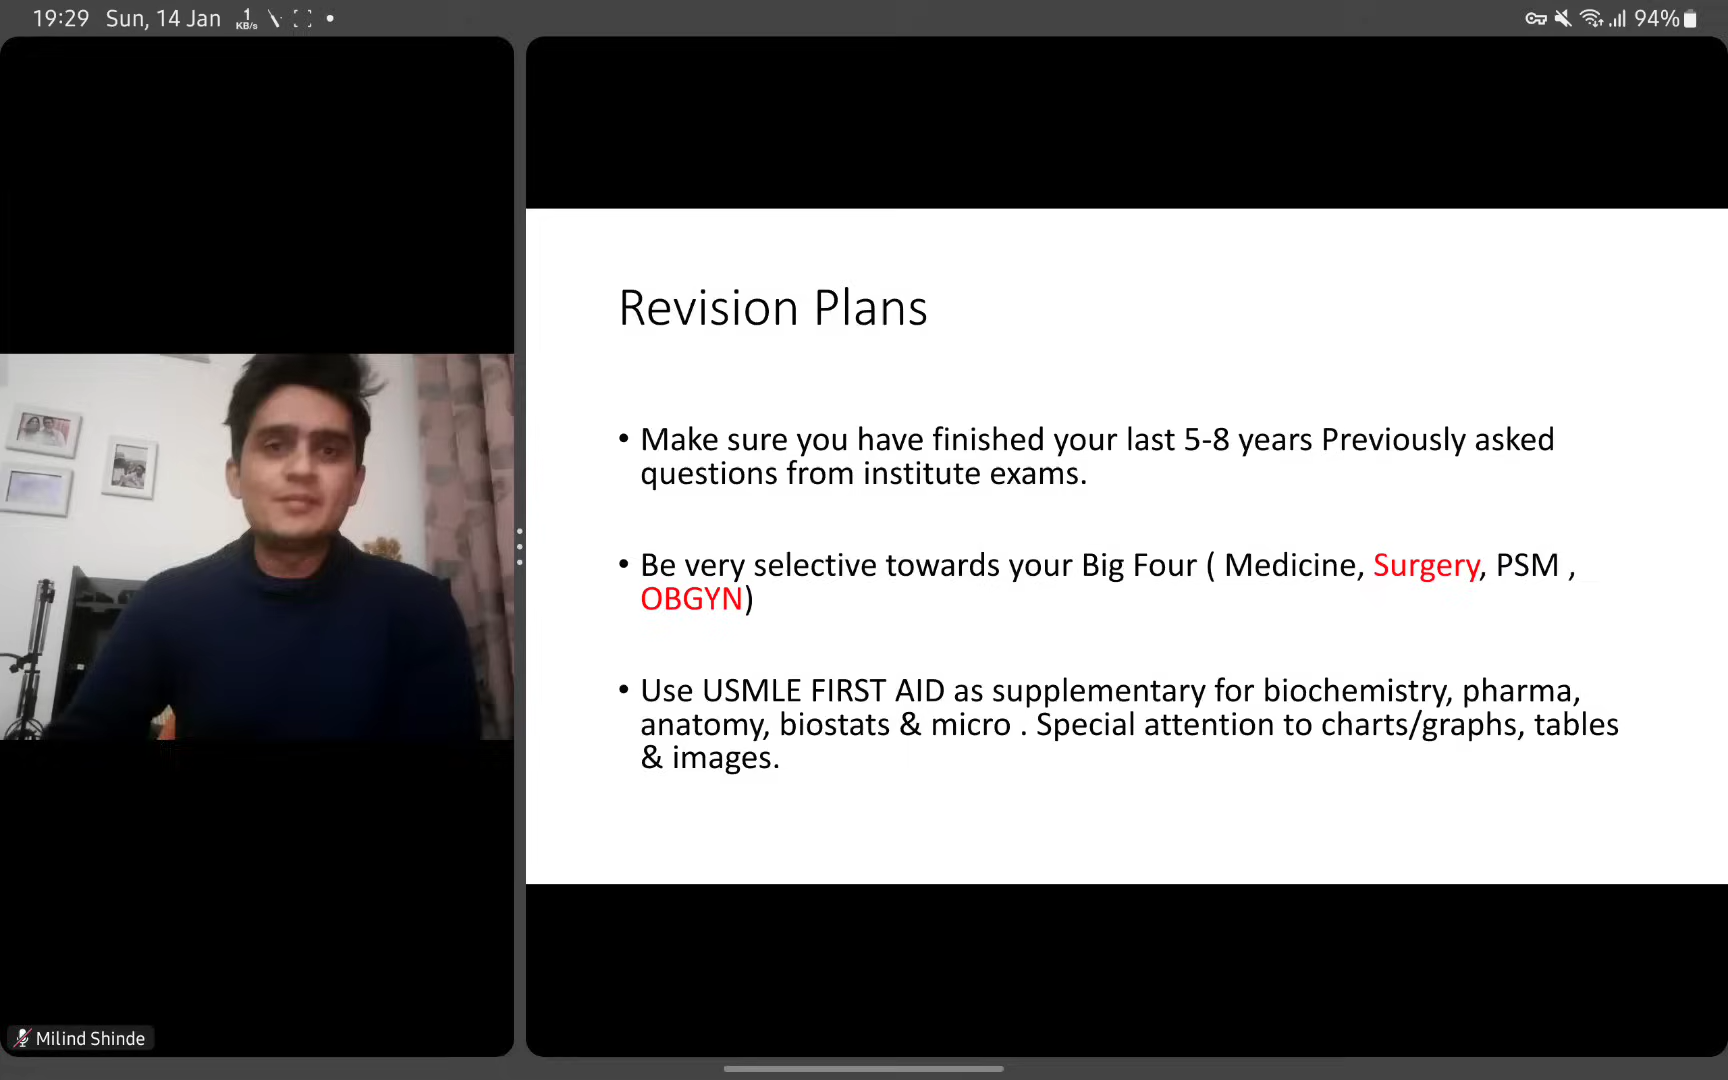 19:29 Sun, 14 Jan 1 KB/s 94%
Revision Plans
• Make sure you have finished your last 5-8 years Previously asked
questions from institute exams.
• Be very selective towards your Big Four ( Medicine, Surgery, PSM ,
OBGYN)
• Use USMLE FIRST AID as supplementary for biochemistry, pharma,
anatomy, biostats & micro . Special attention to charts/graphs, tables
& images.
Milind Shinde